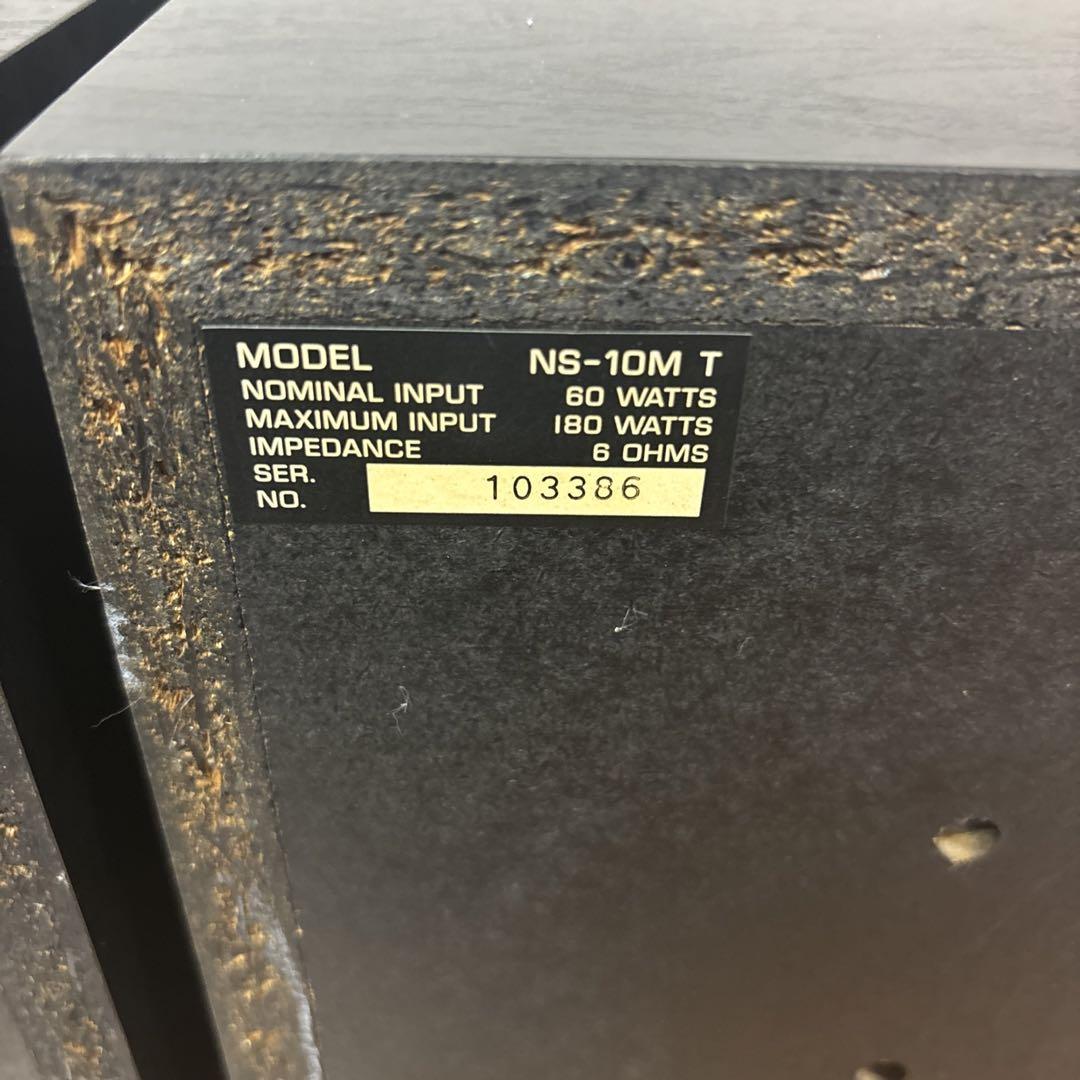 MODEL NS-10M T
NOMINAL INPUT 60 WATTS
MAXIMUM INPUT 180 WATTS
IMPEDANCE 6 OHMS
SER.
NO. 103386